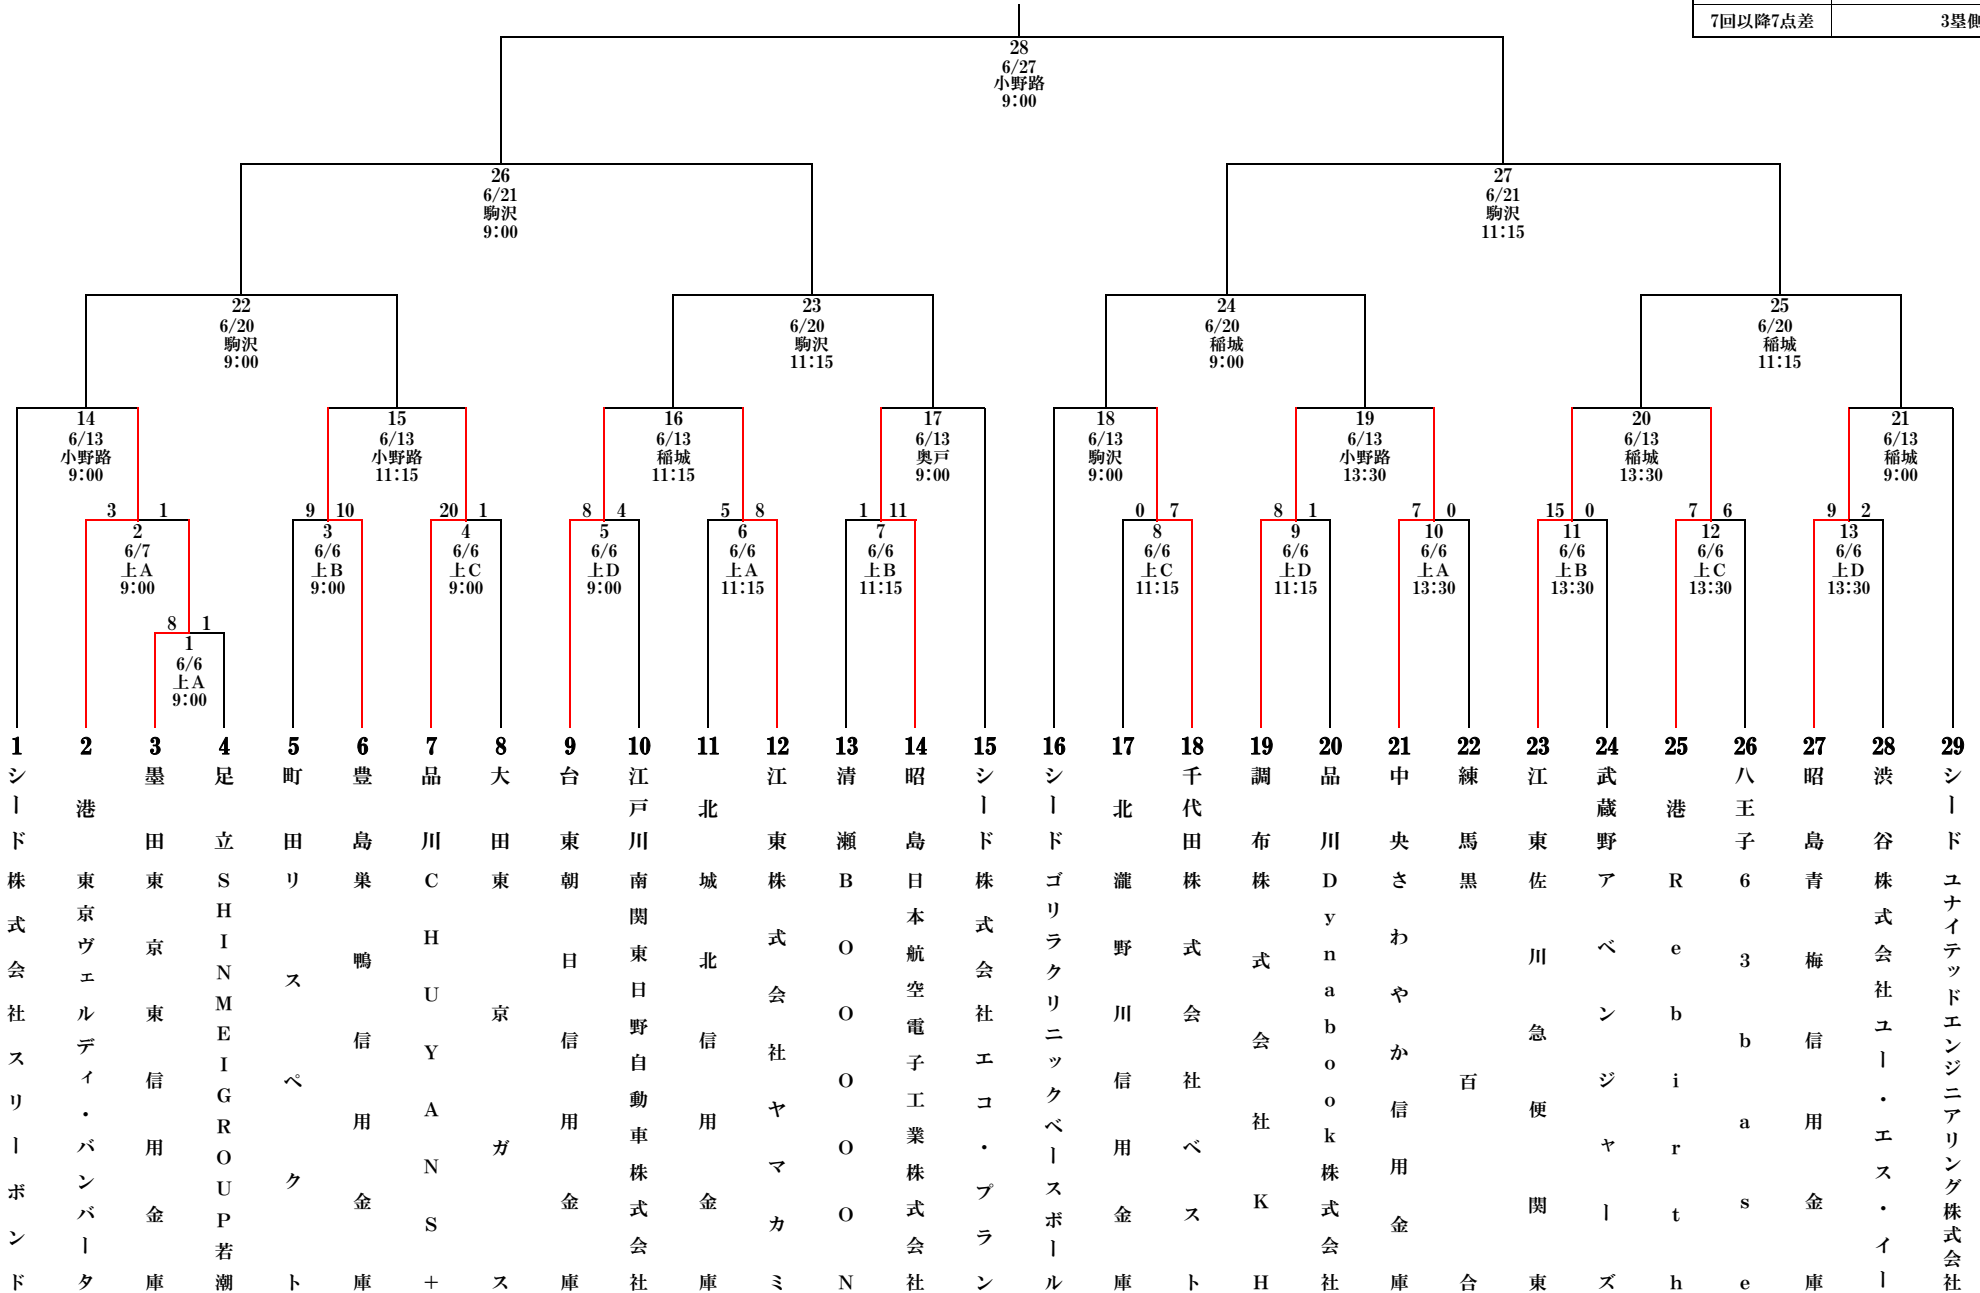 7回以降7点差 3塁側
28
6/27
小野路
9:00
26
6/21
駒沢
9:00
27
6/21
駒沢
11:15
22
6/20
駒沢
9:00
23
6/20
駒沢
11:15
24
6/20
稲城
9:00
25
6/20
稲城
11:15
14
6/13
小野路
9:00
15
6/13
小野路
11:15
16
6/13
稲城
11:15
17
6/13
奥戸
9:00
18
6/13
駒沢
9:00
19
6/13
小野路
13:30
20
6/13
稲城
13:30
21
6/13
稲城
9:00
3 1
2
6/7
上A
9:00
9 10
3
6/6
上B
9:00
20 1
4
6/6
上C
9:00
8 4
5
6/6
上D
9:00
5 8
6
6/6
上A
11:15
1 11
7
6/6
上B
11:15
0 7
8
6/6
上C
11:15
8 1
9
6/6
上D
11:15
7 0
10
6/6
上A
13:30
15 0
11
6/6
上B
13:30
7 6
12
6/6
上C
13:30
9 2
13
6/6
上D
13:30
8 1
1
6/6
上A
9:00
1 シード 株式会社スリーボンド
2 港 東京ヴェルディ・バンバータ
3 墨田 東京東信用金庫
4 足立 SHINMEIGROUP若潮
5 町田 リスペクト
6 豊島 巣鴨信用金庫
7 品川 CHUYANS+
8 大田 東京ガス
9 台東 朝日信用金庫
10 江戸川 南関東日野自動車株式会社
11 北 城北信用金庫
12 江東 株式会社ヤマカミ
13 清瀬 BOOOON
14 昭島 日本航空電子工業株式会社
15 シード 株式会社エコ・プラン
16 シード ゴリラクリニックベースボール
17 北 瀧野川信用金庫
18 千代田 株式会社ベスト
19 調布 株式会社KH
20 品川 Dynabook株式会社
21 中央 さわやか信用金庫
22 練馬 黒百合
23 江東 佐川急便関東
24 武蔵野 アベンジャーズ
25 港 Rebirth
26 八王子 63base
27 昭島 青梅信用金庫
28 渋谷 株式会社ユー・エス・イー
29 シード ユナイテッドエンジニアリング株式会社